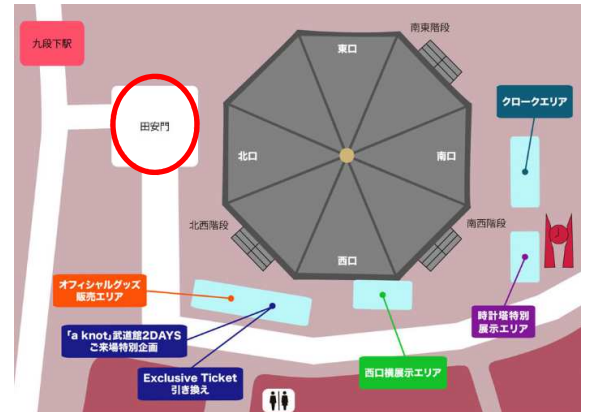 南東階段
九段下駅
東口
クロークエリア
田安門
北口
南口
北西階段
南西階段
西口
オフィシャルグッズ
販売エリア
時計塔特別
展示エリア
「a knot」武道館2DAYS
ご来場特別企画
西口横展示エリア
Exclusive Ticket
引き換え